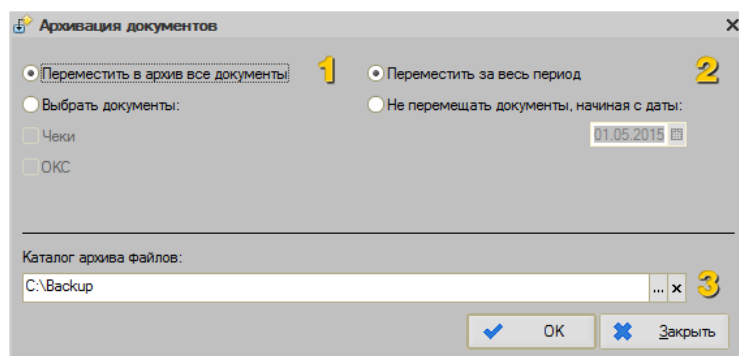 Архивация документов
Переместить в архив все документы 1 Переместить за весь период 2
Выбрать документы: Не перемещать документы, начиная с даты:
Чеки 01.05.2015
ОКС
Каталог архива файлов:
C:\Backup ... x 3
OK Закрыть